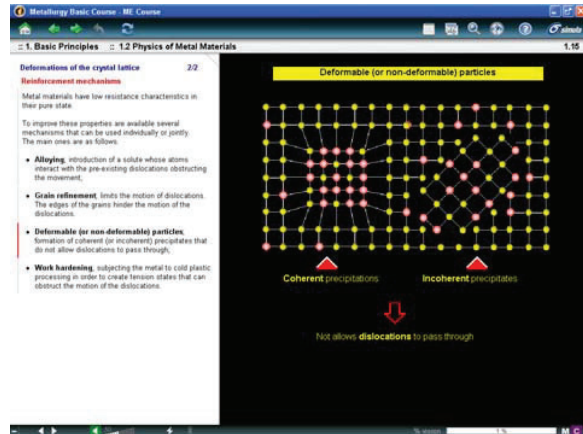 Metallurgy Basic Course - ME Course
simulo
:: 1. Basic Principles :: 1.2 Physics of Metal Materials 1.15
Deformations of the crystal lattice 2/2
Reinforcement mechanisms
Metal materials have low resistance characteristics in
their pure state.
To improve these properties are available several
mechanisms that can be used individually or jointly.
The main ones are as follows.
• Alloying, introduction of a solute whose atoms
interact with the pre-existing dislocations obstructing
the movement,
• Grain refinement, limits the motion of dislocations.
The edges of the grains hinder the motion of the
dislocations.
• Deformable (or non-deformable) particles,
formation of coherent (or incoherent) precipitates that
do not allow dislocations to pass through;
• Work hardening, subjecting the metal to cold plastic
processing in order to create tension states that can
obstruct the motion of the dislocations.
Deformable (or non-deformable) particles
Coherent precipitations
Incoherent precipitates
Not allows dislocations to pass through
M C